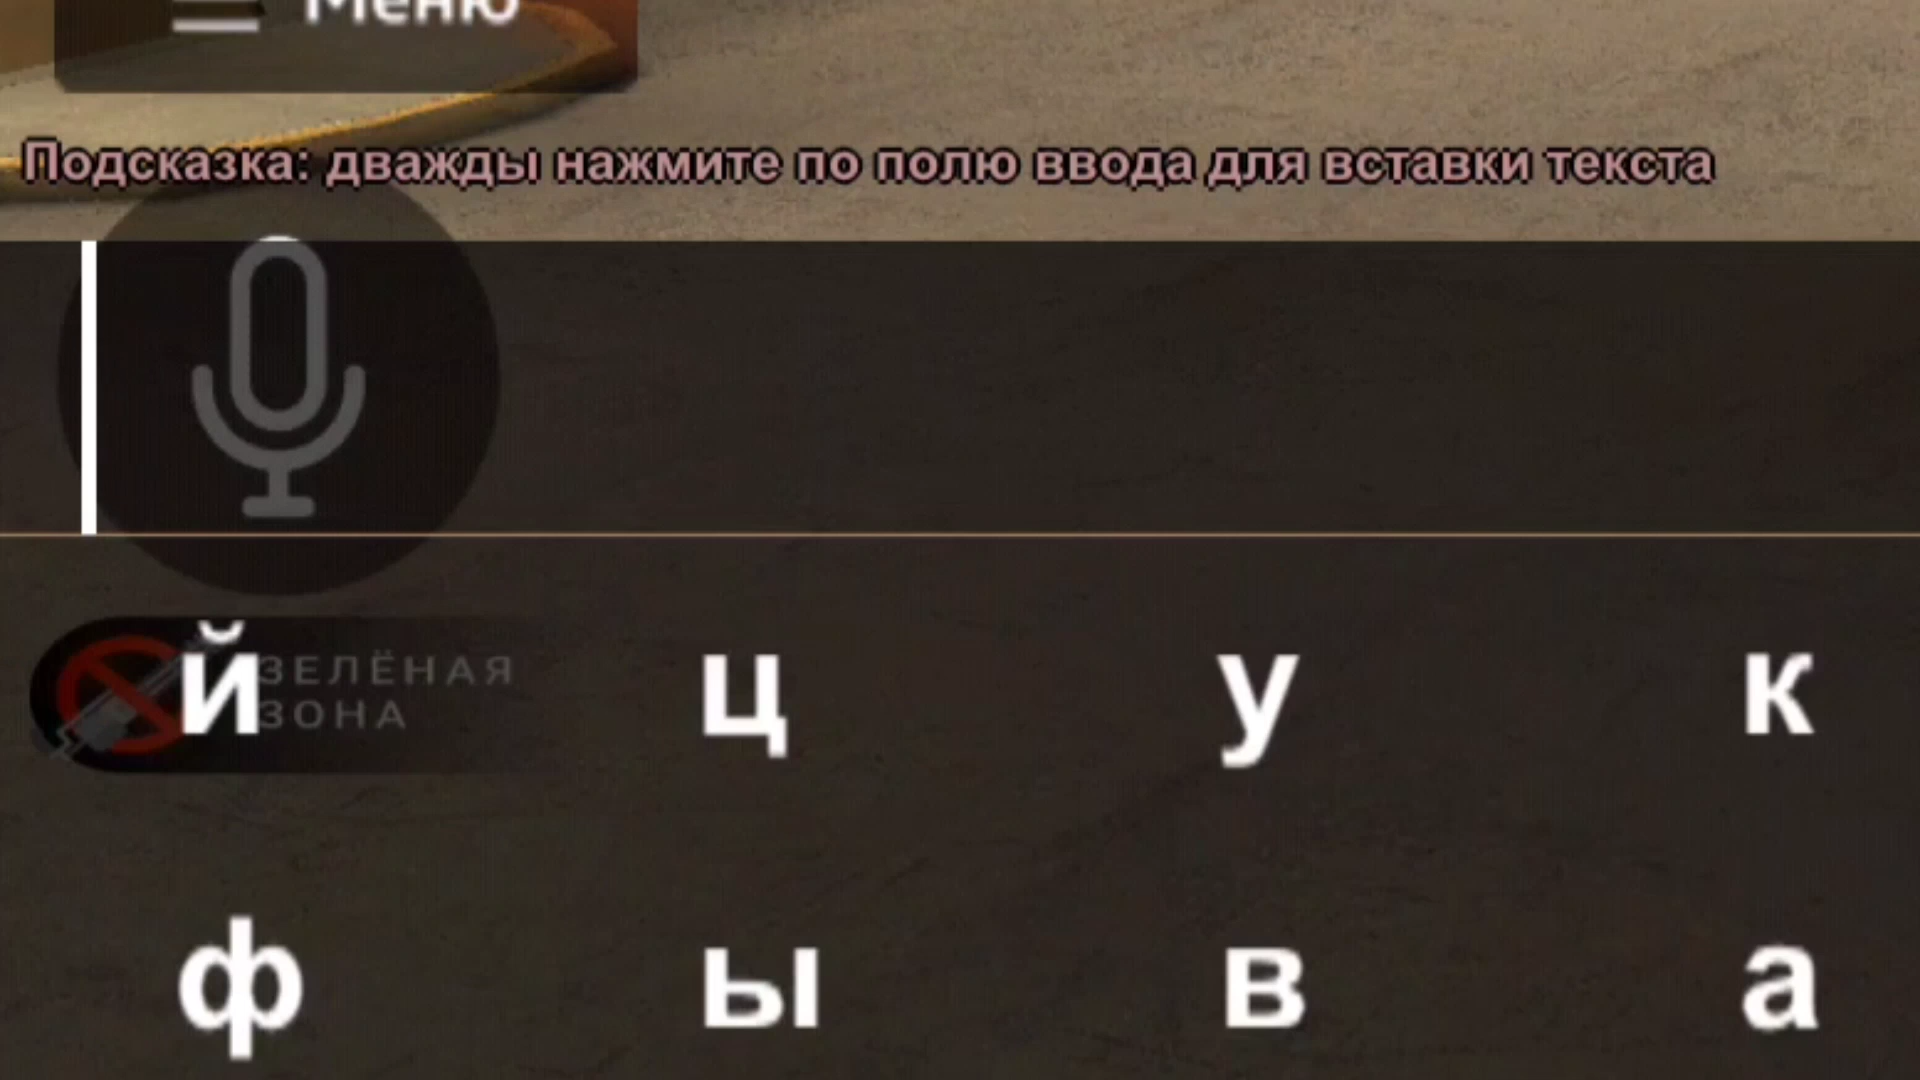 Меню
Подсказка: дважды нажмите по полю ввода для вставки текста
й ц у к
ЗЕЛЁНАЯ
ЗОНА
ф ы в а